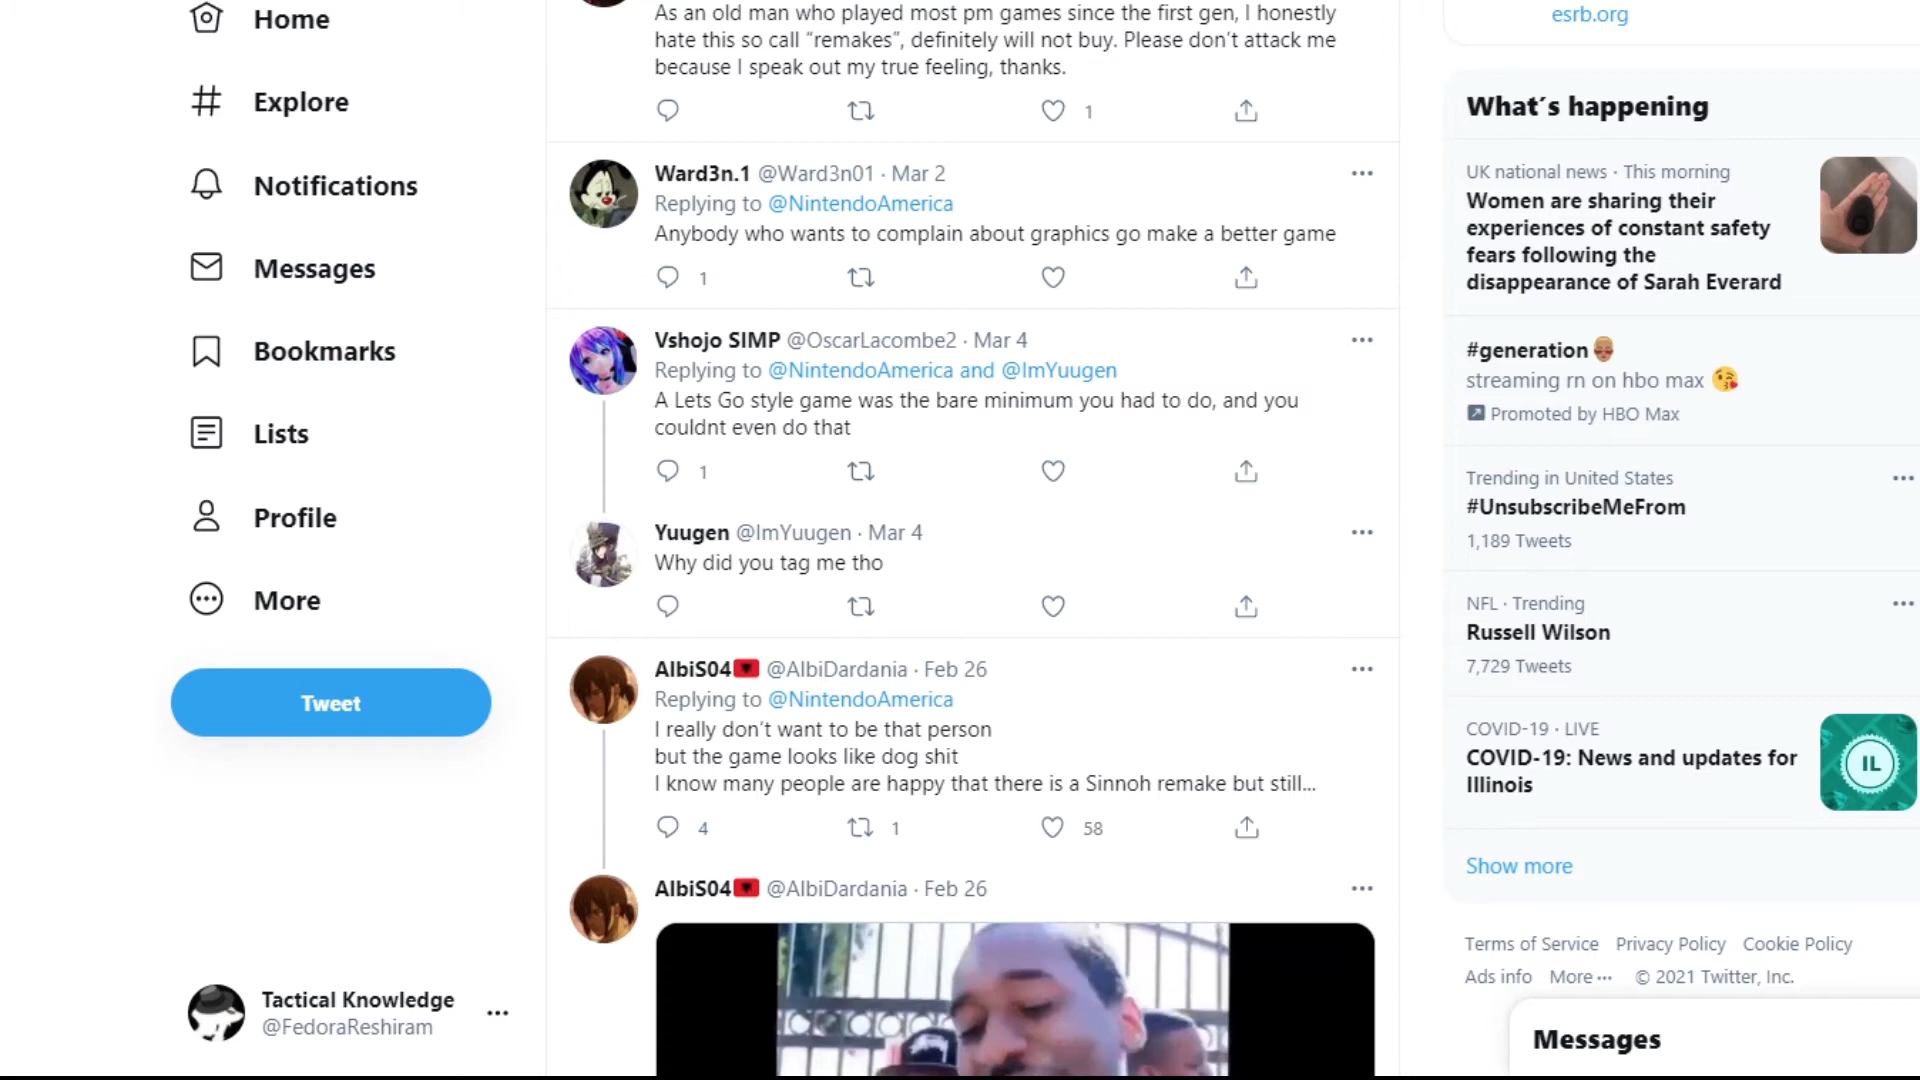 Home
Explore
Notifications
Messages
Bookmarks
Lists
Profile
More
Tweet
Tactical Knowledge
@FedoraReshiram
As an old man who played most pm games since the first gen, I honestly
hate this so call “remakes”, definitely will not buy. Please don’t attack me
because I speak out my true feeling, thanks.
1
Ward3n.1 @Ward3n01 · Mar 2
Replying to @NintendoAmerica
Anybody who wants to complain about graphics go make a better game
1
Vshojo SIMP @OscarLacombe2 · Mar 4
Replying to @NintendoAmerica and @ImYuugen
A Lets Go style game was the bare minimum you had to do, and you
couldnt even do that
1
Yuugen @ImYuugen · Mar 4
Why did you tag me tho
AlbiS04 @AlbiDardania · Feb 26
Replying to @NintendoAmerica
I really don’t want to be that person
but the game looks like dog shit
I know many people are happy that there is a Sinnoh remake but still...
4 1 58
AlbiS04 @AlbiDardania · Feb 26
esrb.org
What´s happening
UK national news · This morning
Women are sharing their
experiences of constant safety
fears following the
disappearance of Sarah Everard
#generation
streaming rn on hbo max
Promoted by HBO Max
Trending in United States
#UnsubscribeMeFrom
1,189 Tweets
NFL · Trending
Russell Wilson
7,729 Tweets
COVID-19 · LIVE
COVID-19: News and updates for
Illinois
IL
Show more
Terms of Service Privacy Policy Cookie Policy
Ads info More ··· © 2021 Twitter, Inc.
Messages